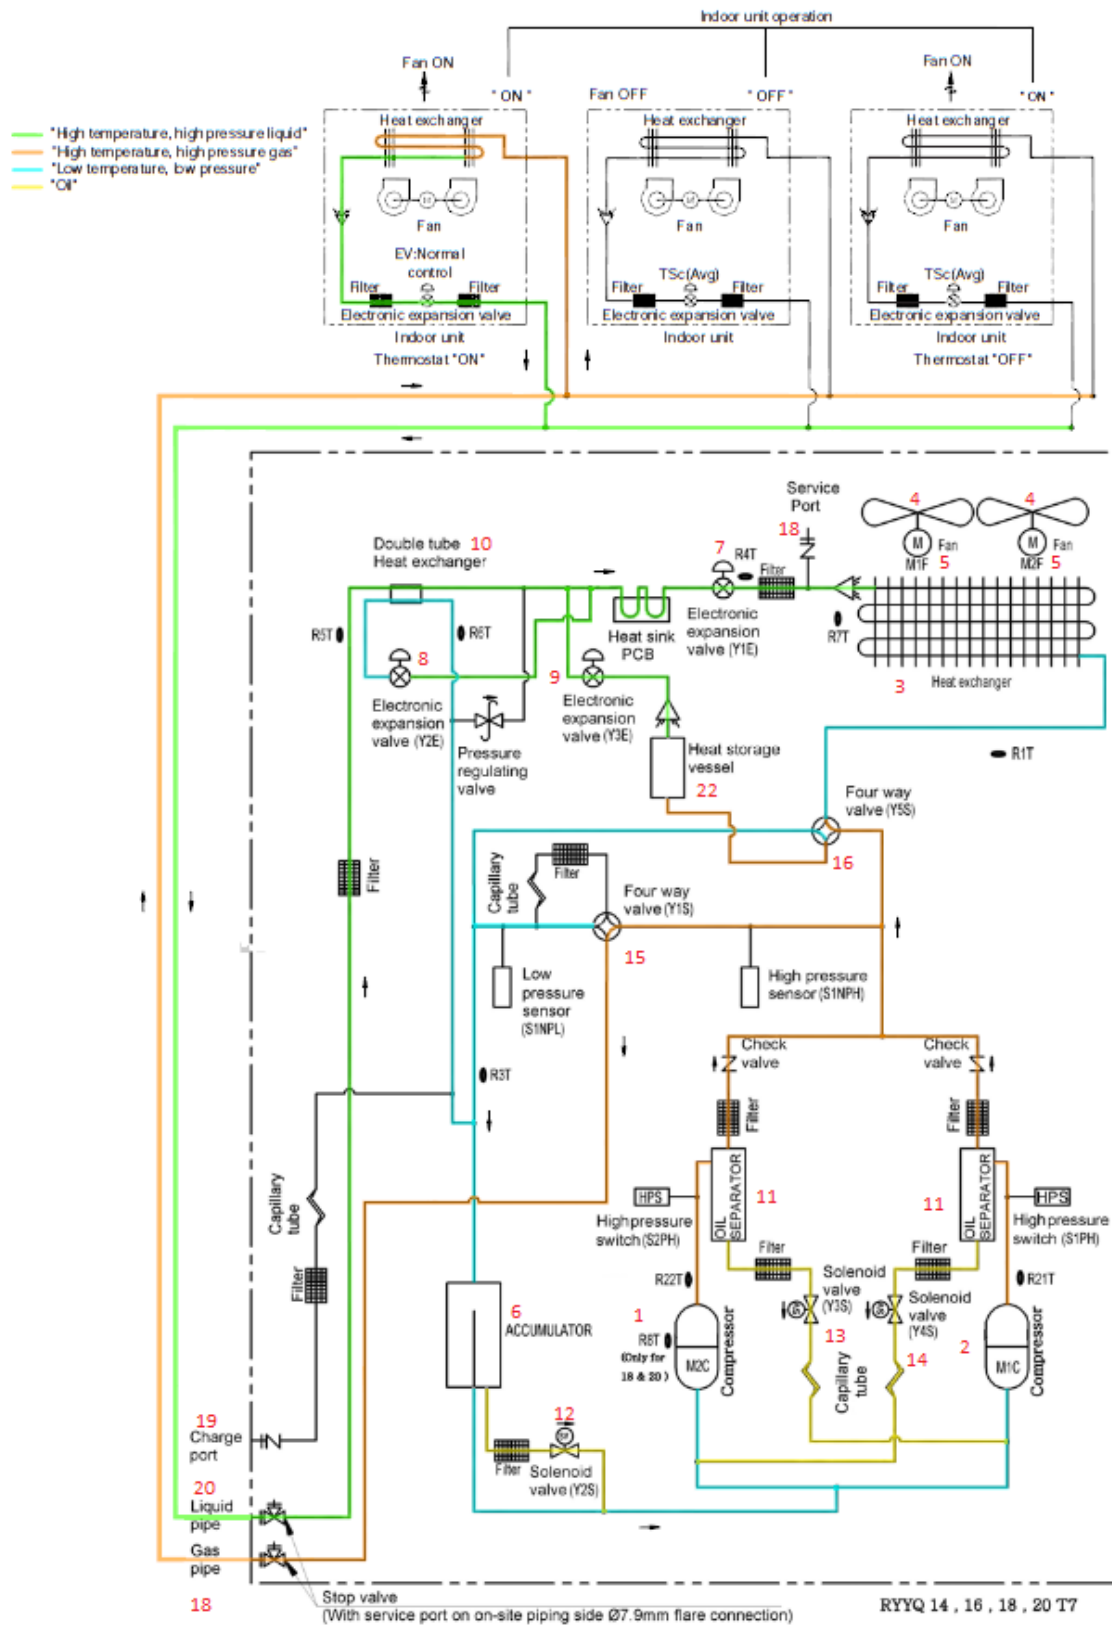 Indoor unit operation
Fan ON
" ON "
Fan OFF
" OFF "
Fan ON
" ON "
"High temperature, high pressure liquid"
"High temperature, high pressure gas"
"Low temperature, low pressure"
"Oil"
Heat exchanger
Heat exchanger
Heat exchanger
M
M
M
Fan
Fan
Fan
EV:Normal
control
TSc(Avg)
TSc(Avg)
Filter
Filter
Filter
Filter
Filter
Filter
Electronic expansion valve
Electronic expansion valve
Electronic expansion valve
Indoor unit
Indoor unit
Indoor unit
Thermostat "ON"
Thermostat "OFF"
Service
Port
18
4
4
M
Fan
M1F
5
M
Fan
M2F
5
10
Double tube
Heat exchanger
7
R4T
Filter
R5T
R6T
Heat sink
PCB
Electronic
expansion
valve (Y1E)
R7T
3
Heat exchanger
8
9
Electronic
expansion
valve (Y2E)
Pressure
regulating
valve
Electronic
expansion
valve (Y3E)
Heat storage
vessel
22
R1T
Four way
valve (Y5S)
16
Filter
Capillary
tube
Filter
Four way
valve (Y1S)
15
Low
pressure
sensor
(S1NPL)
High pressure
sensor (S1NPH)
R3T
Check
valve
Check
valve
Filter
Filter
OIL
SEPARATOR
11
OIL
SEPARATOR
11
HPS
High pressure
switch (S2PH)
HPS
High pressure
switch (S1PH)
Capillary
tube
Filter
Filter
Filter
R22T
R21T
Solenoid
valve
(Y3S)
13
Solenoid
valve
(Y4S)
14
6
ACCUMULATOR
1
R8T
(Only for
18 & 20 )
M2C
Compressor
2
M1C
Compressor
Capillary
tube
12
Filter
Solenoid
valve (Y2S)
19
Charge
port
20
Liquid
pipe
Gas
pipe
18
Stop valve
(With service port on on-site piping side Ø7.9mm flare connection)
RYYQ 14 , 16 , 18 , 20 T7